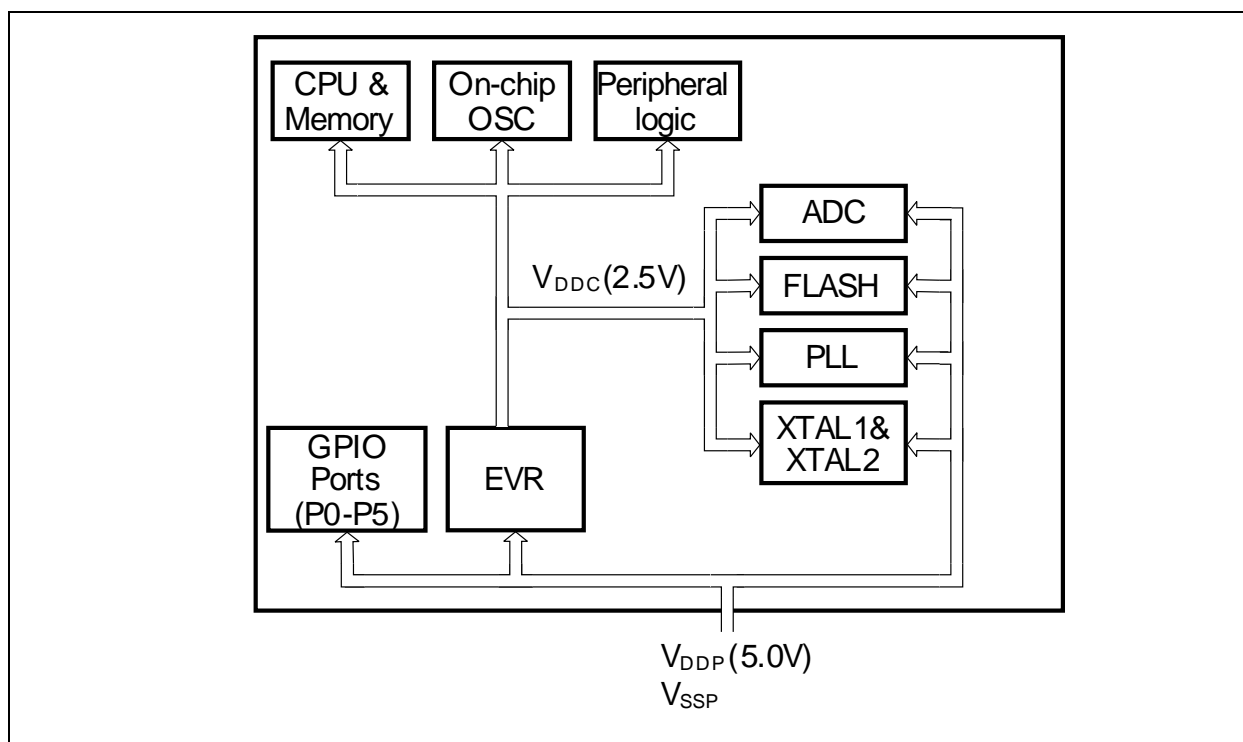 CPU &
Memory
On-chip
OSC
Peripheral
logic
ADC
VDDC(2.5V)
FLASH
PLL
XTAL1&
XTAL2
GPIO
Ports
(P0-P5)
EVR
VDDP(5.0V)
VSSP